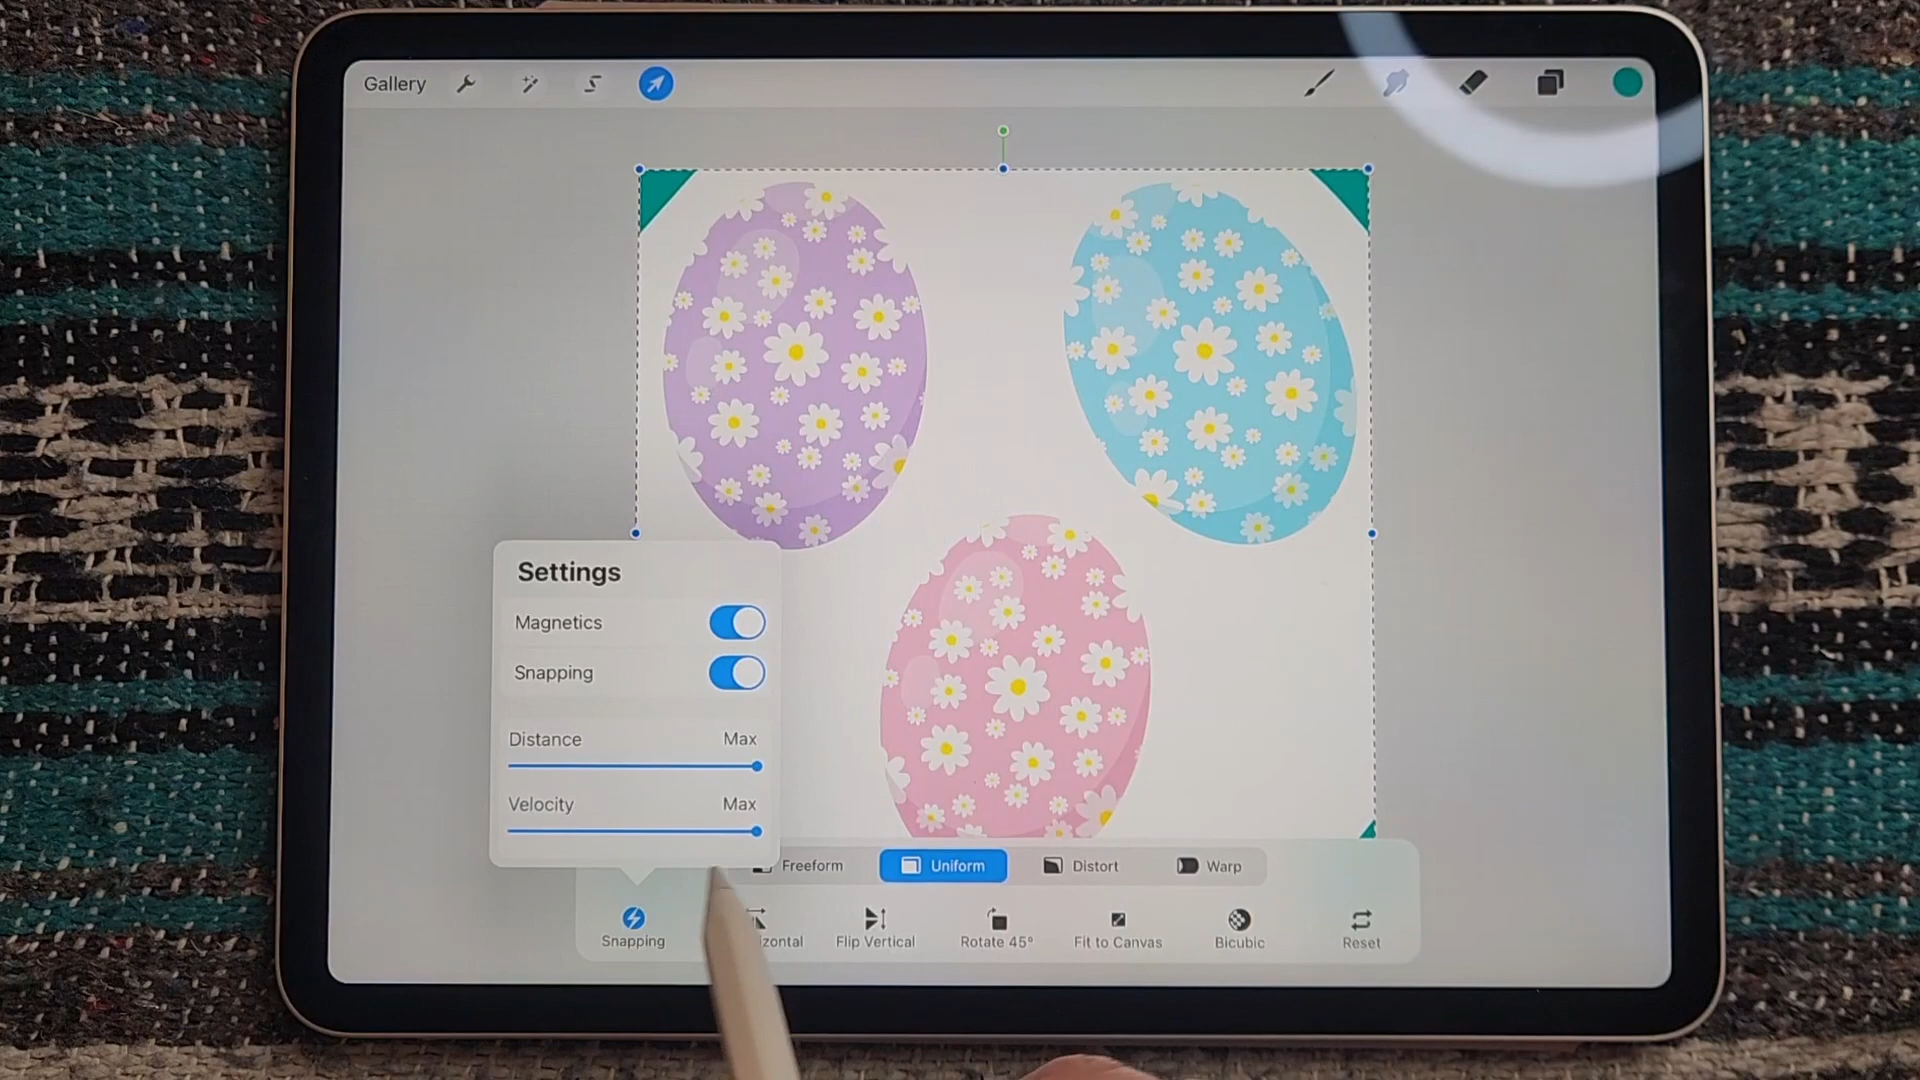 Gallery
Settings
Magnetics
Snapping
Distance Max
Velocity Max
Freeform Uniform Distort Warp
Snapping Flip Vertical Rotate 45° Fit to Canvas Bicubic Reset